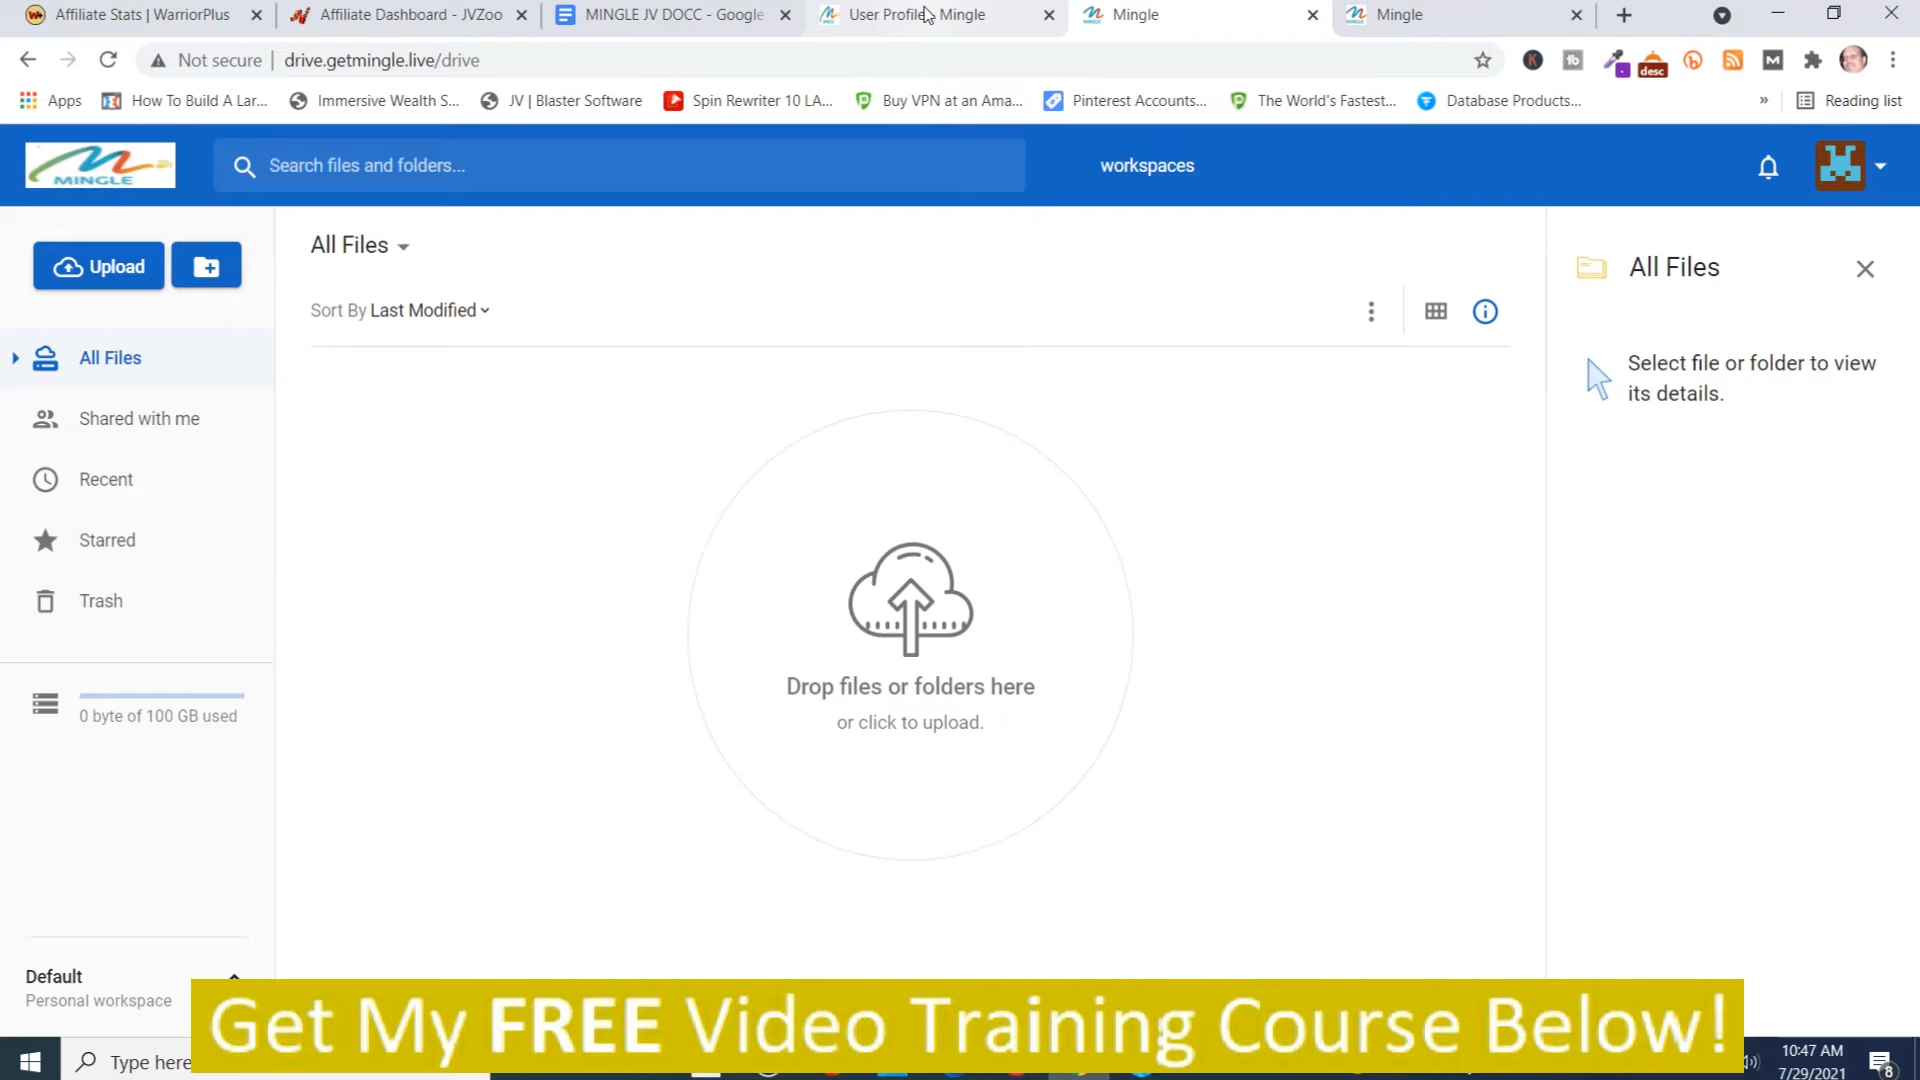 Affiliate Stats | WarriorPlus
Affiliate Dashboard - JVZoo
MINGLE JV DOCC - Google
User Profile, Mingle
Mingle
Mingle
Not secure
drive.getmingle.live/drive
desc
Apps
How To Build A Lar...
Immersive Wealth S...
JV | Blaster Software
Spin Rewriter 10 LA...
Buy VPN at an Ama...
Pinterest Accounts...
The World's Fastest...
Database Products...
»
Reading list
MINGLE
Search files and folders...
workspaces
Upload
All Files
Shared with me
Recent
Starred
Trash
0 byte of 100 GB used
Default
Personal workspace
All Files
Sort By Last Modified
Drop files or folders here
or click to upload.
All Files
Select file or folder to view
its details.
Get My FREE Video Training Course Below!
Type here
10:47 AM
7/29/2021
8